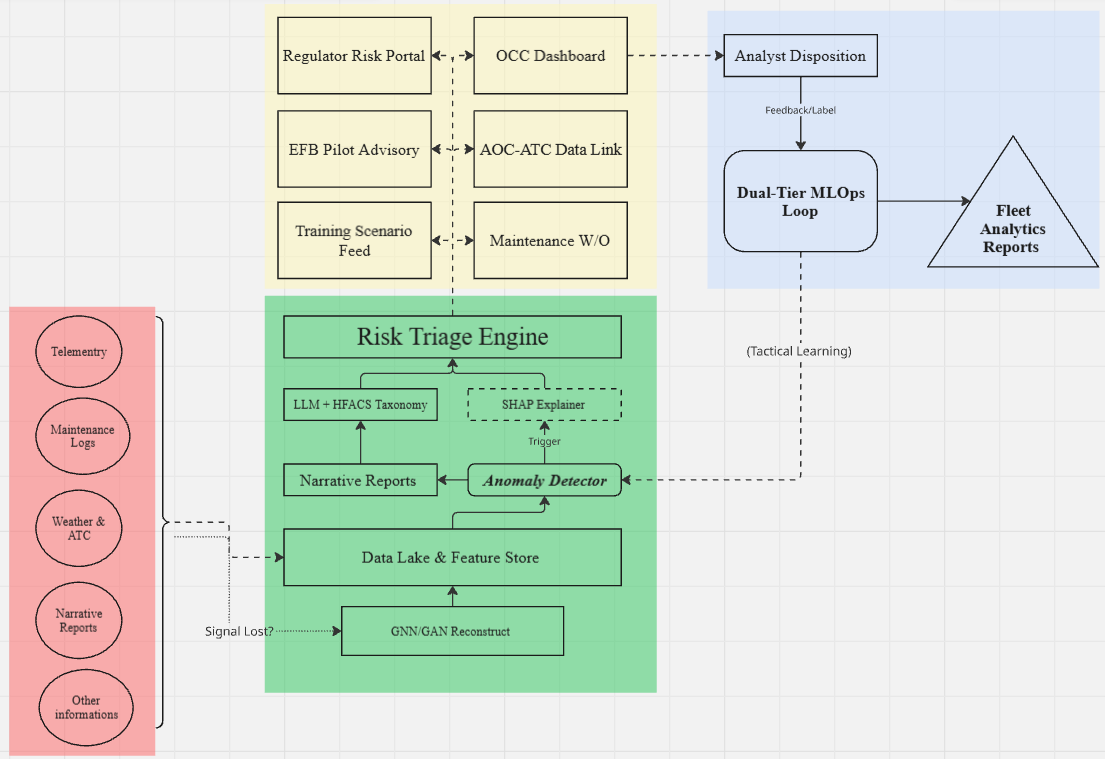 Regulator Risk Portal
OCC Dashboard
EFB Pilot Advisory
AOC-ATC Data Link
Training Scenario
Feed
Maintenance W/O
Analyst Disposition
Feedback/Label
Dual-Tier MLOps
Loop
Fleet
Analytics
Reports
(Tactical Learning)
Telementry
Maintenance
Logs
Weather &
ATC
Narrative
Reports
Other
informations
Risk Triage Engine
LLM + HFACS Taxonomy
SHAP Explainer
Trigger
Narrative Reports
Anomaly Detector
Data Lake & Feature Store
Signal Lost?
GNN/GAN Reconstruct